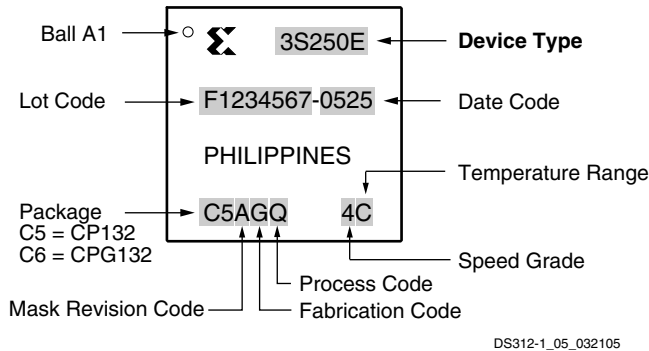 Ball A1
3S250E
Device Type
Lot Code
F1234567-0525
Date Code
PHILIPPINES
Temperature Range
Package
C5 = CP132
C6 = CPG132
C5AGQ
4C
Speed Grade
Process Code
Mask Revision Code
Fabrication Code
DS312-1_05_032105